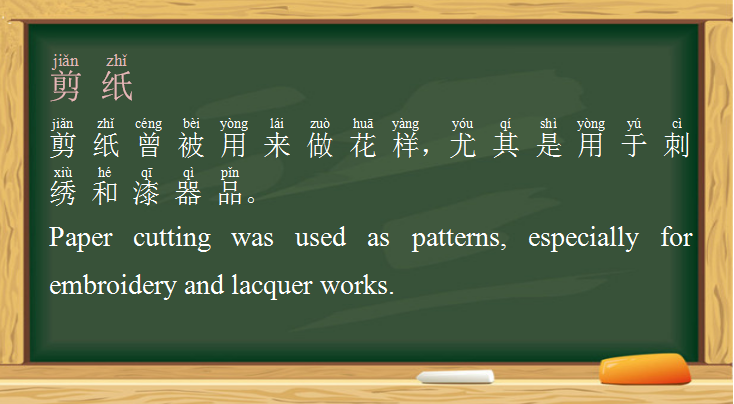 jiǎn zhǐ
剪 纸
jiǎn zhǐ céng bèi yòng lái zuò huā yàng yóu qí shì yòng yú cì
剪 纸 曾 被 用 来 做 花 样，尤 其 是 用 于 刺
xiù hé qī qì pǐn
绣 和 漆 器 品。
Paper cutting was used as patterns, especially for
embroidery and lacquer works.